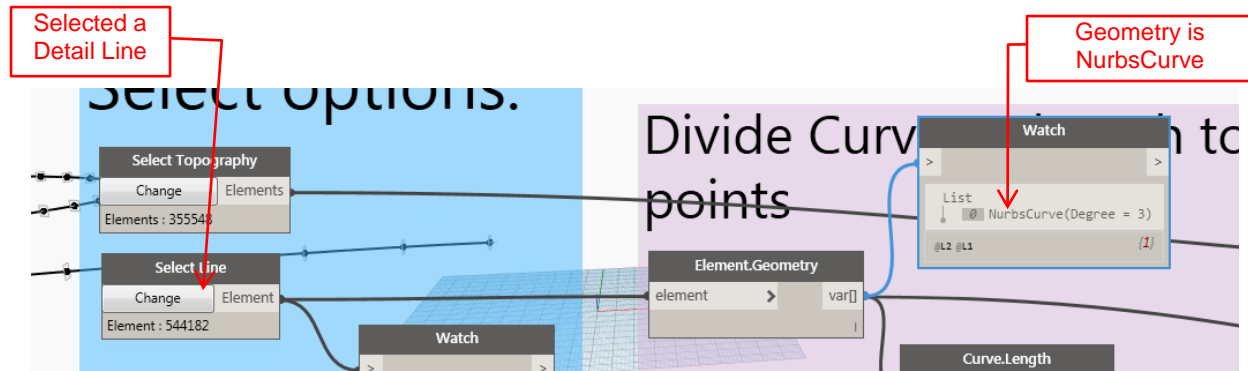 Selected a
Detail Line
Geometry is
NurbsCurve
Select options:
Select Topography
Change
Elements
Elements : 355548
Select Line
Change
Element
Element : 544182
Watch
>
>
Divide Curve
to
points
Watch
>
>
List
0 NurbsCurve(Degree = 3)
@L2 @L1
{1}
Element.Geometry
element
>
var[]
|
Curve.Length